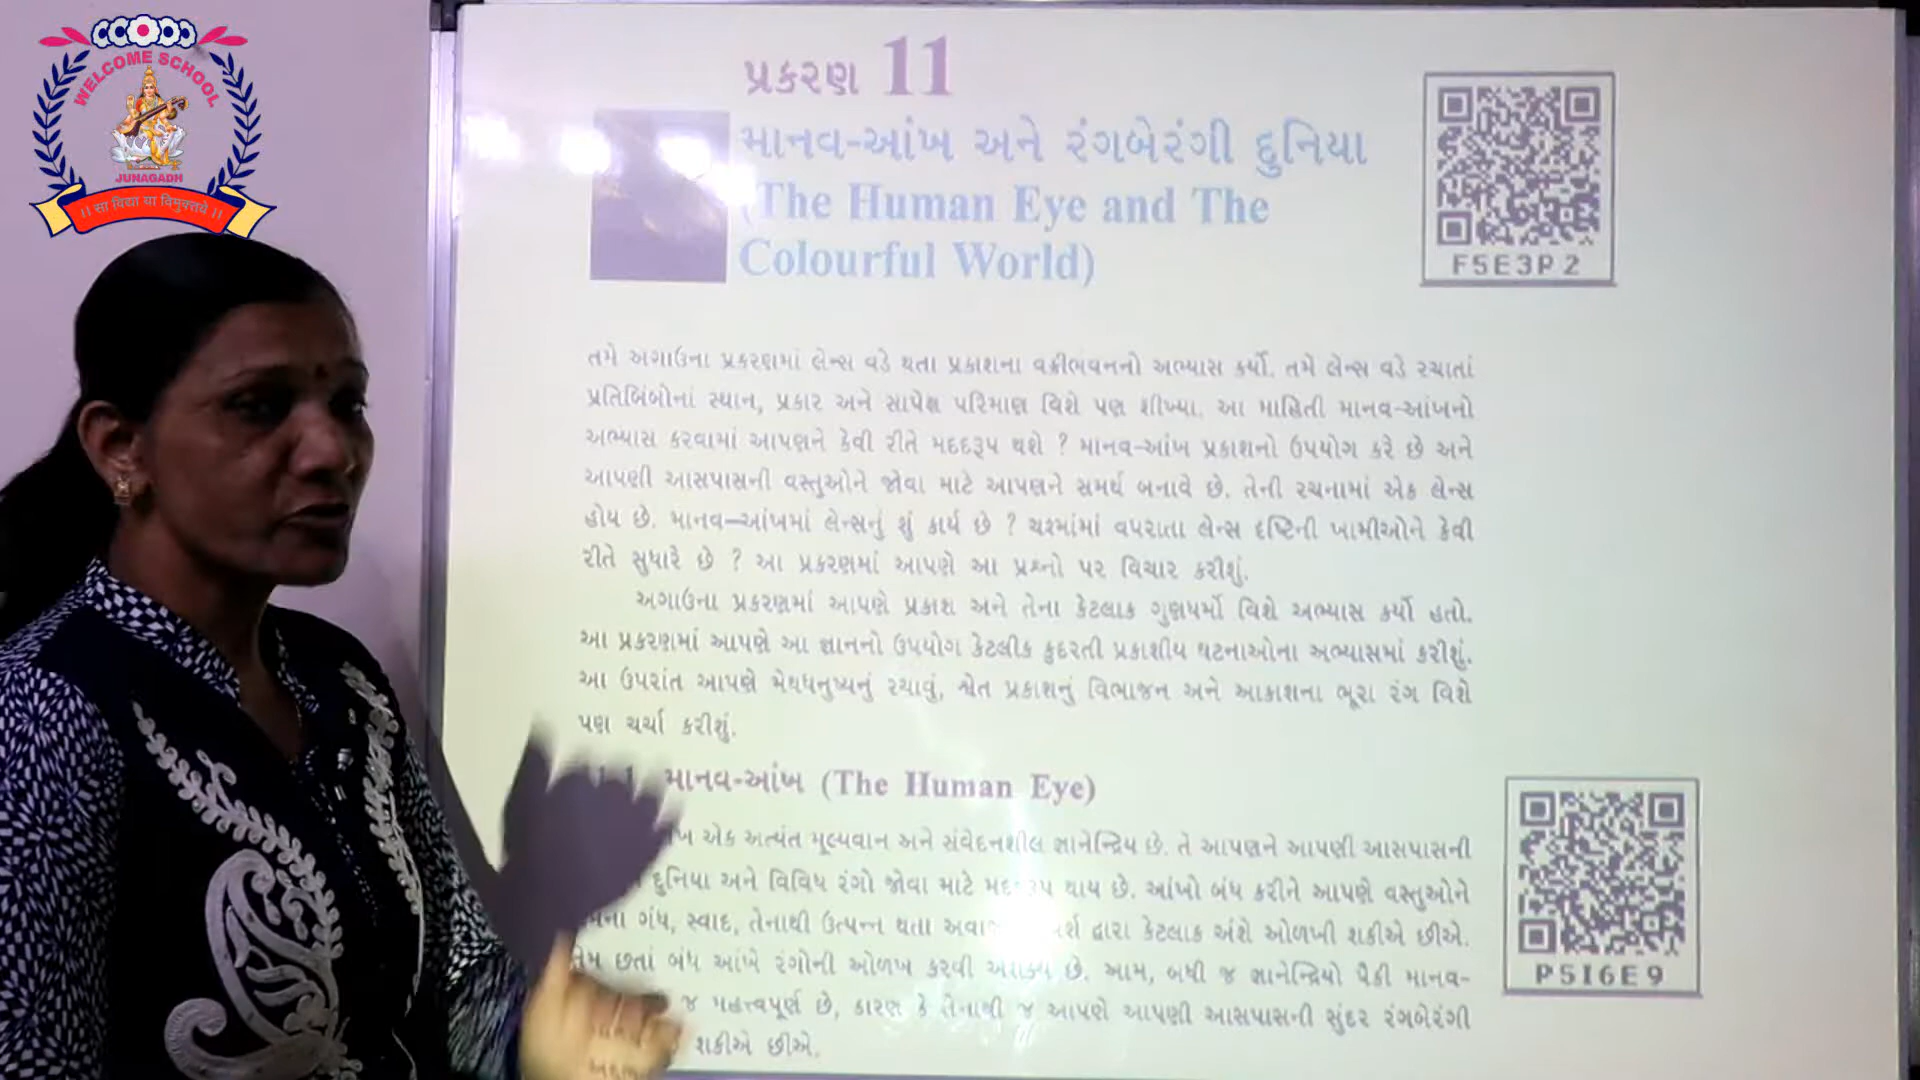 WELCOME SCHOOL
JUNAGADH
।। सा विद्या या विमुक्तये ।।
પ્રકરણ 11
માનવ-આંખ અને રંગબેરંગી દુનિયા
(The Human Eye and The
Colourful World)
F5E3P2
તમે અગાઉના પ્રકરણમાં લેન્સ વડે થતા પ્રકાશના વક્રીભવનનો અભ્યાસ કર્યો. તમે લેન્સ વડે રચાતાં
પ્રતિબિંબોનાં સ્થાન, પ્રકાર અને સાપેક્ષ પરિમાણ વિશે પણ શીખ્યા. આ માહિતી માનવ-આંખનો
અભ્યાસ કરવામાં આપણને કેવી રીતે મદદરૂપ થશે ? માનવ-આંખ પ્રકાશનો ઉપયોગ કરે છે અને
આપણી આસપાસની વસ્તુઓને જોવા માટે આપણને સમર્થ બનાવે છે. તેની રચનામાં એક લેન્સ
હોય છે. માનવ-આંખમાં લેન્સનું શું કાર્ય છે ? ચશ્માંમાં વપરાતા લેન્સ દૃષ્ટિની ખામીઓને કેવી
રીતે સુધારે છે ? આ પ્રકરણમાં આપણે આ પ્રશ્નો પર વિચાર કરીશું.
અગાઉના પ્રકરણમાં આપણે પ્રકાશ અને તેના કેટલાક ગુણધર્મો વિશે અભ્યાસ કર્યો હતો.
આ પ્રકરણમાં આપણે આ જ્ઞાનનો ઉપયોગ કેટલીક કુદરતી પ્રકાશીય ઘટનાઓના અભ્યાસમાં કરીશું.
આ ઉપરાંત આપણે મેઘધનુષ્યનું રચાવું, શ્વેત પ્રકાશનું વિભાજન અને આકાશના ભૂરા રંગ વિશે
પણ ચર્ચા કરીશું.
માનવ-આંખ (The Human Eye)
એક અત્યંત મૂલ્યવાન અને સંવેદનશીલ જ્ઞાનેન્દ્રિય છે. તે આપણને આપણી આસપાસની
દુનિયા અને વિવિધ રંગો જોવા માટે મદદરૂપ થાય છે. આંખો બંધ કરીને આપણે વસ્તુઓને
ગંધ, સ્વાદ, તેનાથી ઉત્પન્ન થતા દ્વારા કેટલાક અંશે ઓળખી શકીએ છીએ.
તેમ છતાં બંધ આંખે રંગોની ઓળખ કરવી અશક્ય છે. આમ, બધી જ જ્ઞાનેન્દ્રિયો પૈકી માનવ-
જ મહત્ત્વપૂર્ણ છે, કારણ કે તેનાથી જ આપણે આપણી આસપાસની સુંદર રંગબેરંગી
શકીએ છીએ.
P5I6E9